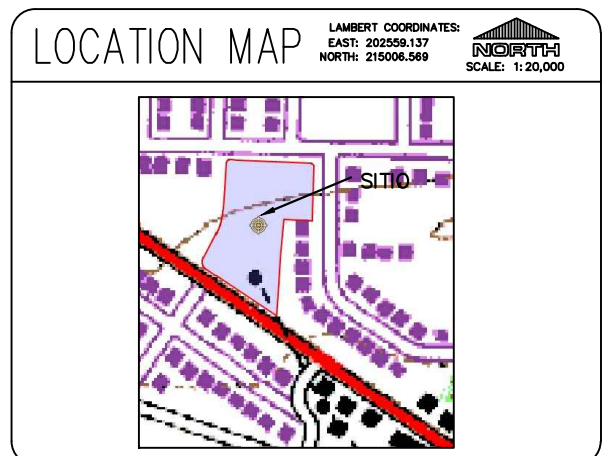 LOCATION MAP
LAMBERT COORDINATES:
EAST: 202559.137
NORTH: 215006.569
NORTH
SCALE: 1:20,000
SITIO